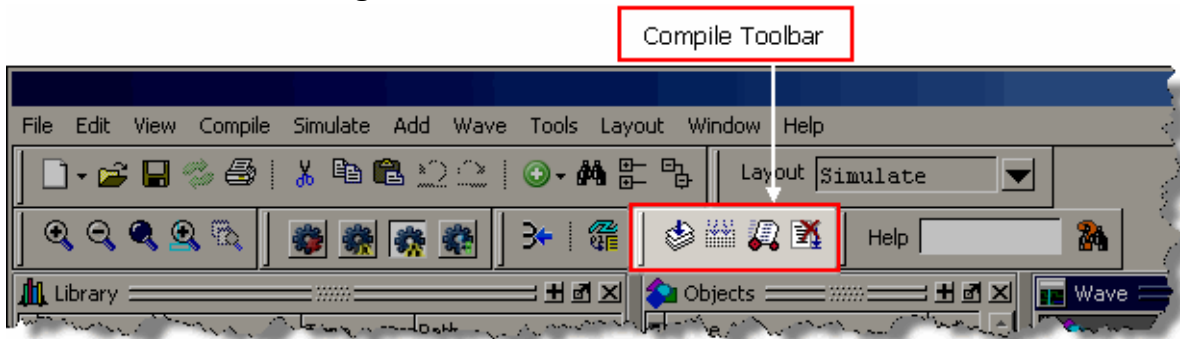 Compile Toolbar
File Edit View Compile Simulate Add Wave Tools Layout Window Help
Layout Simulate
Help
Library Objects Wave